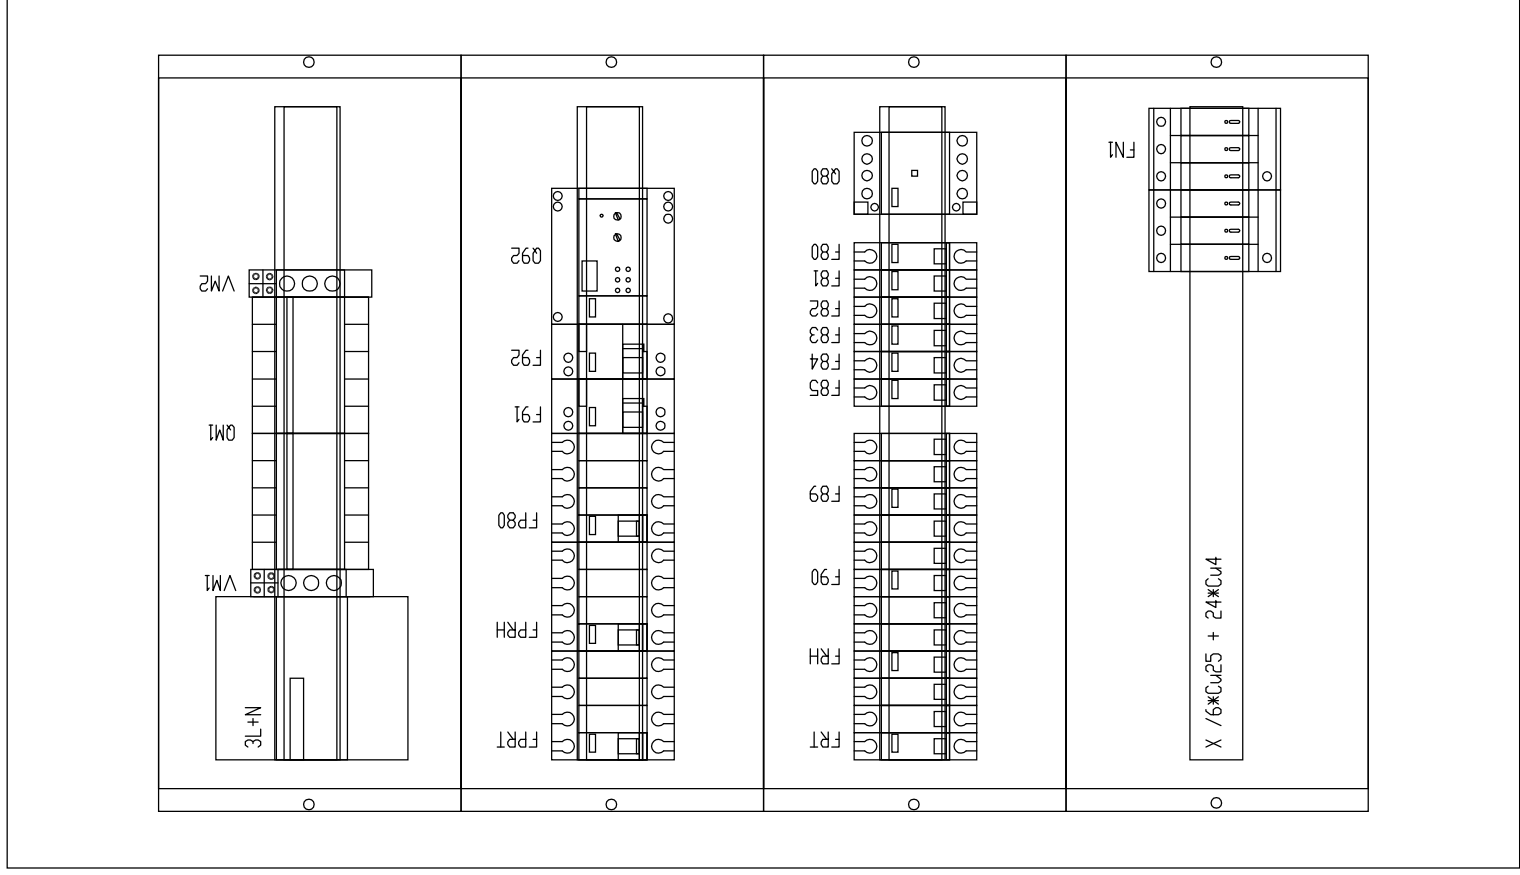 VM2
QM1
VM1
3L+N
Q92
F92
F91
FP80
FPRH
FPRT
Q80
F80
F81
F82
F83
F84
F85
F89
F90
FRH
FRT
FN1
X /6*Cu25 + 24*Cu4